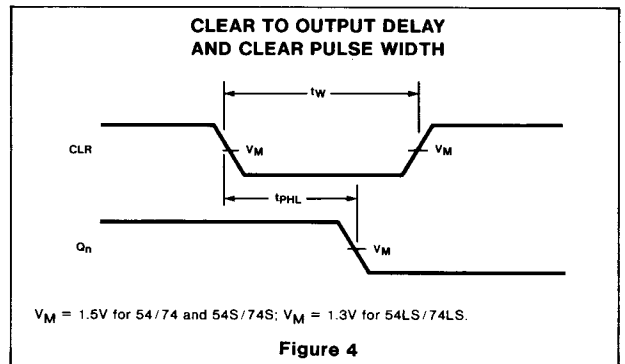 CLEAR TO OUTPUT DELAY
AND CLEAR PULSE WIDTH
tW
CLR
VM
VM
tPHL
Qn
VM
VM = 1.5V for 54/74 and 54S/74S; VM = 1.3V for 54LS/74LS.
Figure 4